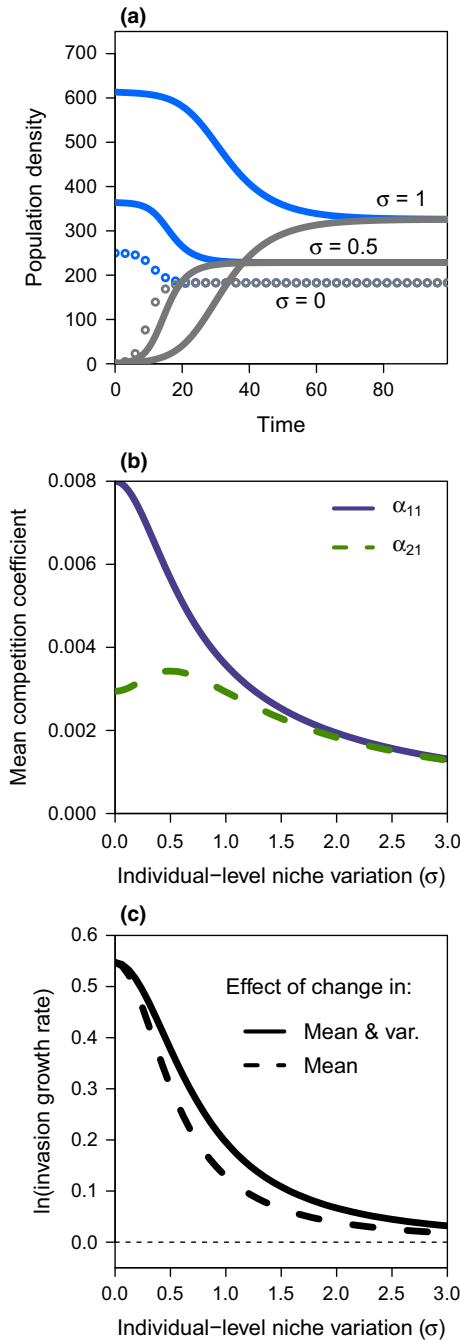 (a)
700
600
500
400
300
200
100
0
Population density
σ = 1
σ = 0.5
σ = 0
0 20 40 60 80
Time
(b)
0.008
0.006
0.004
0.002
0.000
Mean competition coefficient
α11
α21
0.0 0.5 1.0 1.5 2.0 2.5 3.0
Individual−level niche variation (σ)
(c)
0.6
0.5
0.4
0.3
0.2
0.1
0.0
ln(invasion growth rate)
Effect of change in:
Mean & var.
Mean
0.0 0.5 1.0 1.5 2.0 2.5 3.0
Individual−level niche variation (σ)